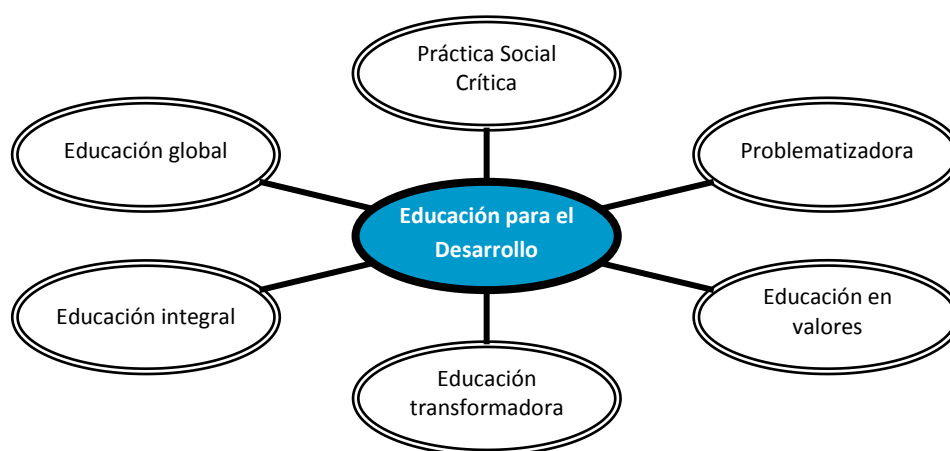 Práctica Social
Crítica
Educación global
Problematizadora
Educación para el
Desarrollo
Educación integral
Educación en
valores
Educación
transformadora